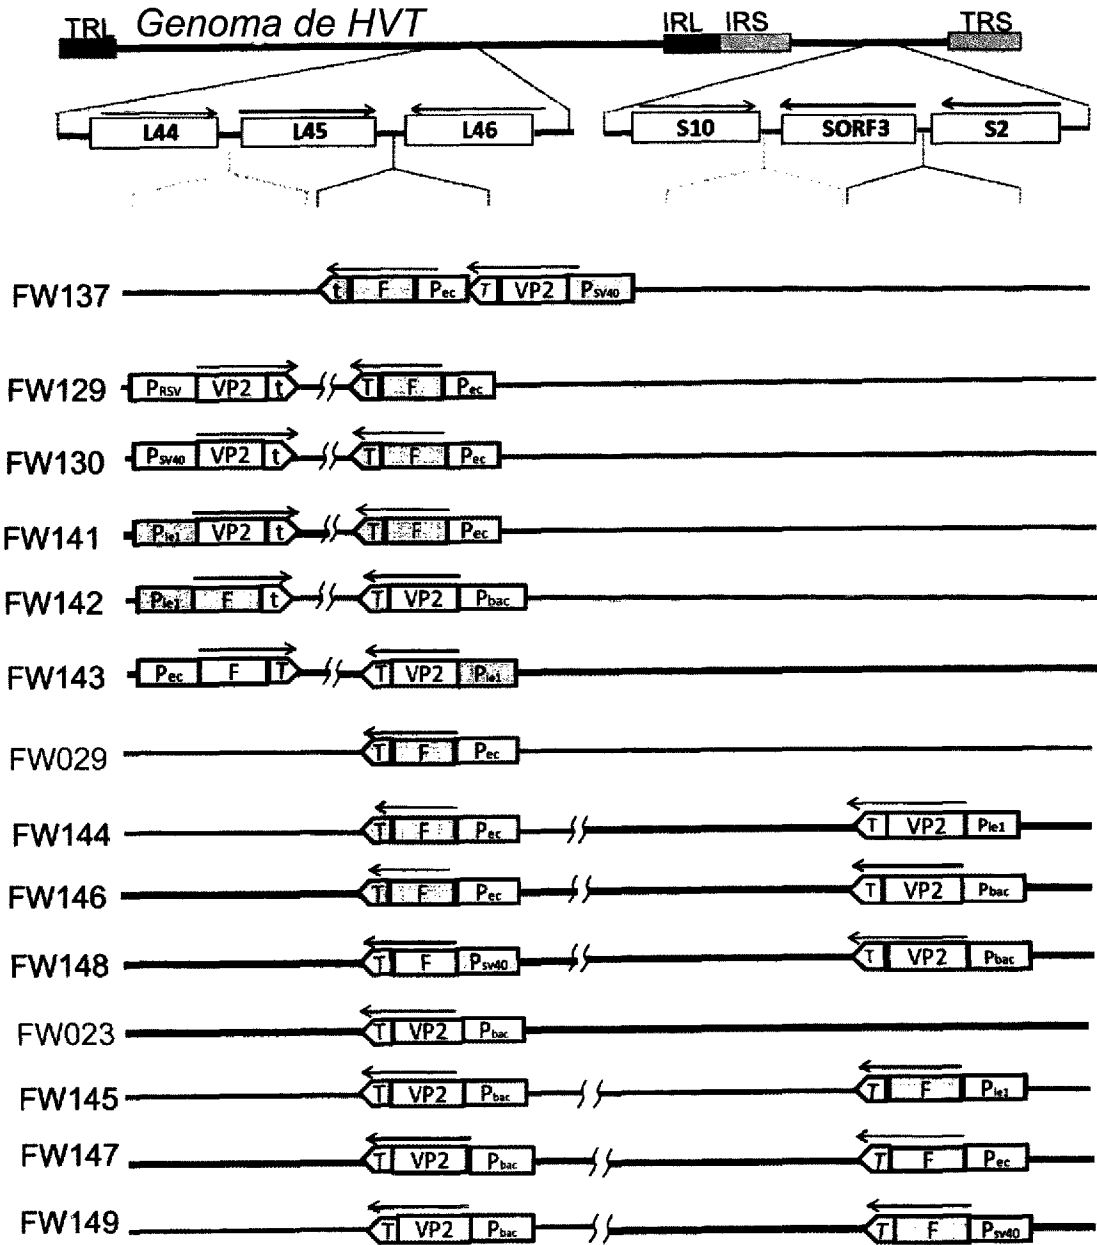 TRL Genoma de HVT IRL IRS TRS
L44 L45 L46 S10 SORF3 S2
FW137 t F Pec T VP2 PSV40
FW129 PRSV VP2 t T F Pec
FW130 PSV40 VP2 t T F Pec
FW141 Pie1 VP2 t T F Pec
FW142 Pie1 F t T VP2 Pbac
FW143 Pec F T T VP2 Pie1
FW029 T F Pec
FW144 T F Pec T VP2 Pie1
FW146 T F Pec T VP2 Pbac
FW148 T F Psv40 T VP2 Pbac
FW023 T VP2 Pbac
FW145 T VP2 Pbac T F Pie1
FW147 T VP2 Pbac T F Pec
FW149 T VP2 Pbac T F Psv40